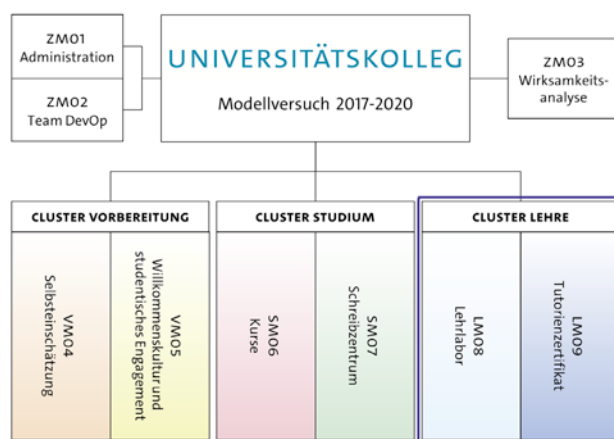 ZM01
Administration
ZM02
Team DevOp
UNIVERSITÄTSKOLLEG
Modellversuch 2017-2020
ZM03
Wirksamkeits-
analyse
CLUSTER VORBEREITUNG
VM04
Selbsteinschätzung
VM05
Willkommenskultur und
studentisches Engagement
CLUSTER STUDIUM
SM06
Kurse
SM07
Schreibzentrum
CLUSTER LEHRE
LM08
Lehrlabor
LM09
Tutorienzertifikat